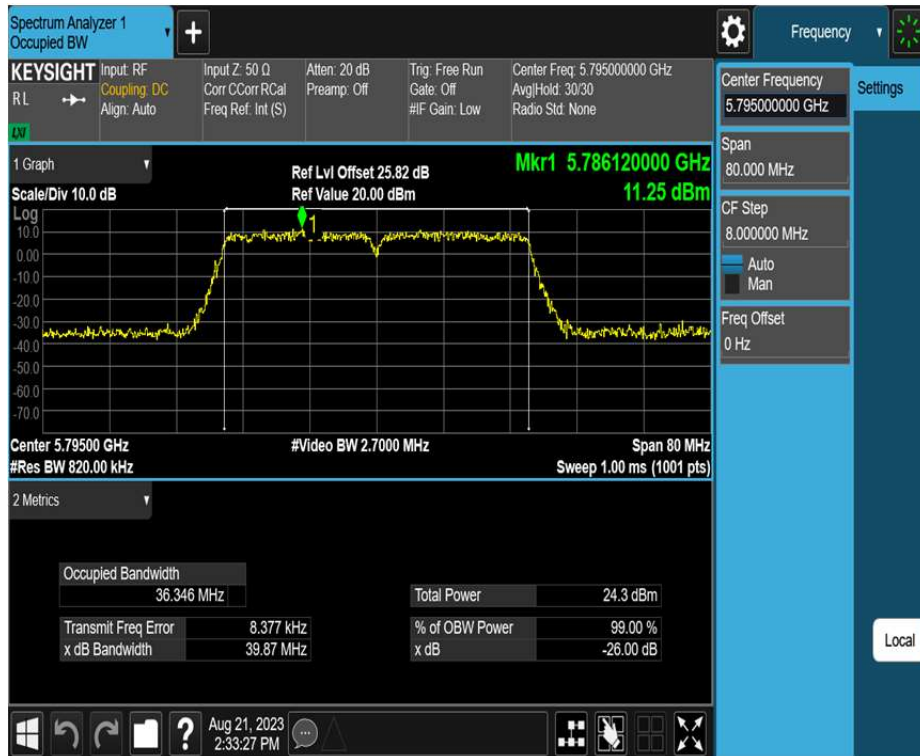 Spectrum Analyzer 1
Occupied BW
+
Frequency
KEYSIGHT
R L
LXI
Input: RF
Coupling: DC
Align: Auto
Input Z: 50 Ω
Corr CCorr RCal
Freq Ref: Int (S)
Atten: 20 dB
Preamp: Off
Trig: Free Run
Gate: Off
#IF Gain: Low
Center Freq: 5.795000000 GHz
Avg|Hold: 30/30
Radio Std: None
Center Frequency
5.795000000 GHz
Settings
Span
80.000 MHz
CF Step
8.000000 MHz
Auto
Man
Freq Offset
0 Hz
1 Graph
Scale/Div 10.0 dB
Ref Lvl Offset 25.82 dB
Ref Value 20.00 dBm
Mkr1 5.786120000 GHz
11.25 dBm
Log
1
10.0
0.00
-10.0
-20.0
-30.0
-40.0
-50.0
-60.0
-70.0
Center 5.79500 GHz
#Res BW 820.00 kHz
#Video BW 2.7000 MHz
Span 80 MHz
Sweep 1.00 ms (1001 pts)
2 Metrics
Occupied Bandwidth
36.346 MHz
Total Power 24.3 dBm
Transmit Freq Error 8.377 kHz
% of OBW Power 99.00 %
x dB Bandwidth 39.87 MHz
x dB -26.00 dB
Local
?
Aug 21, 2023
2:33:27 PM